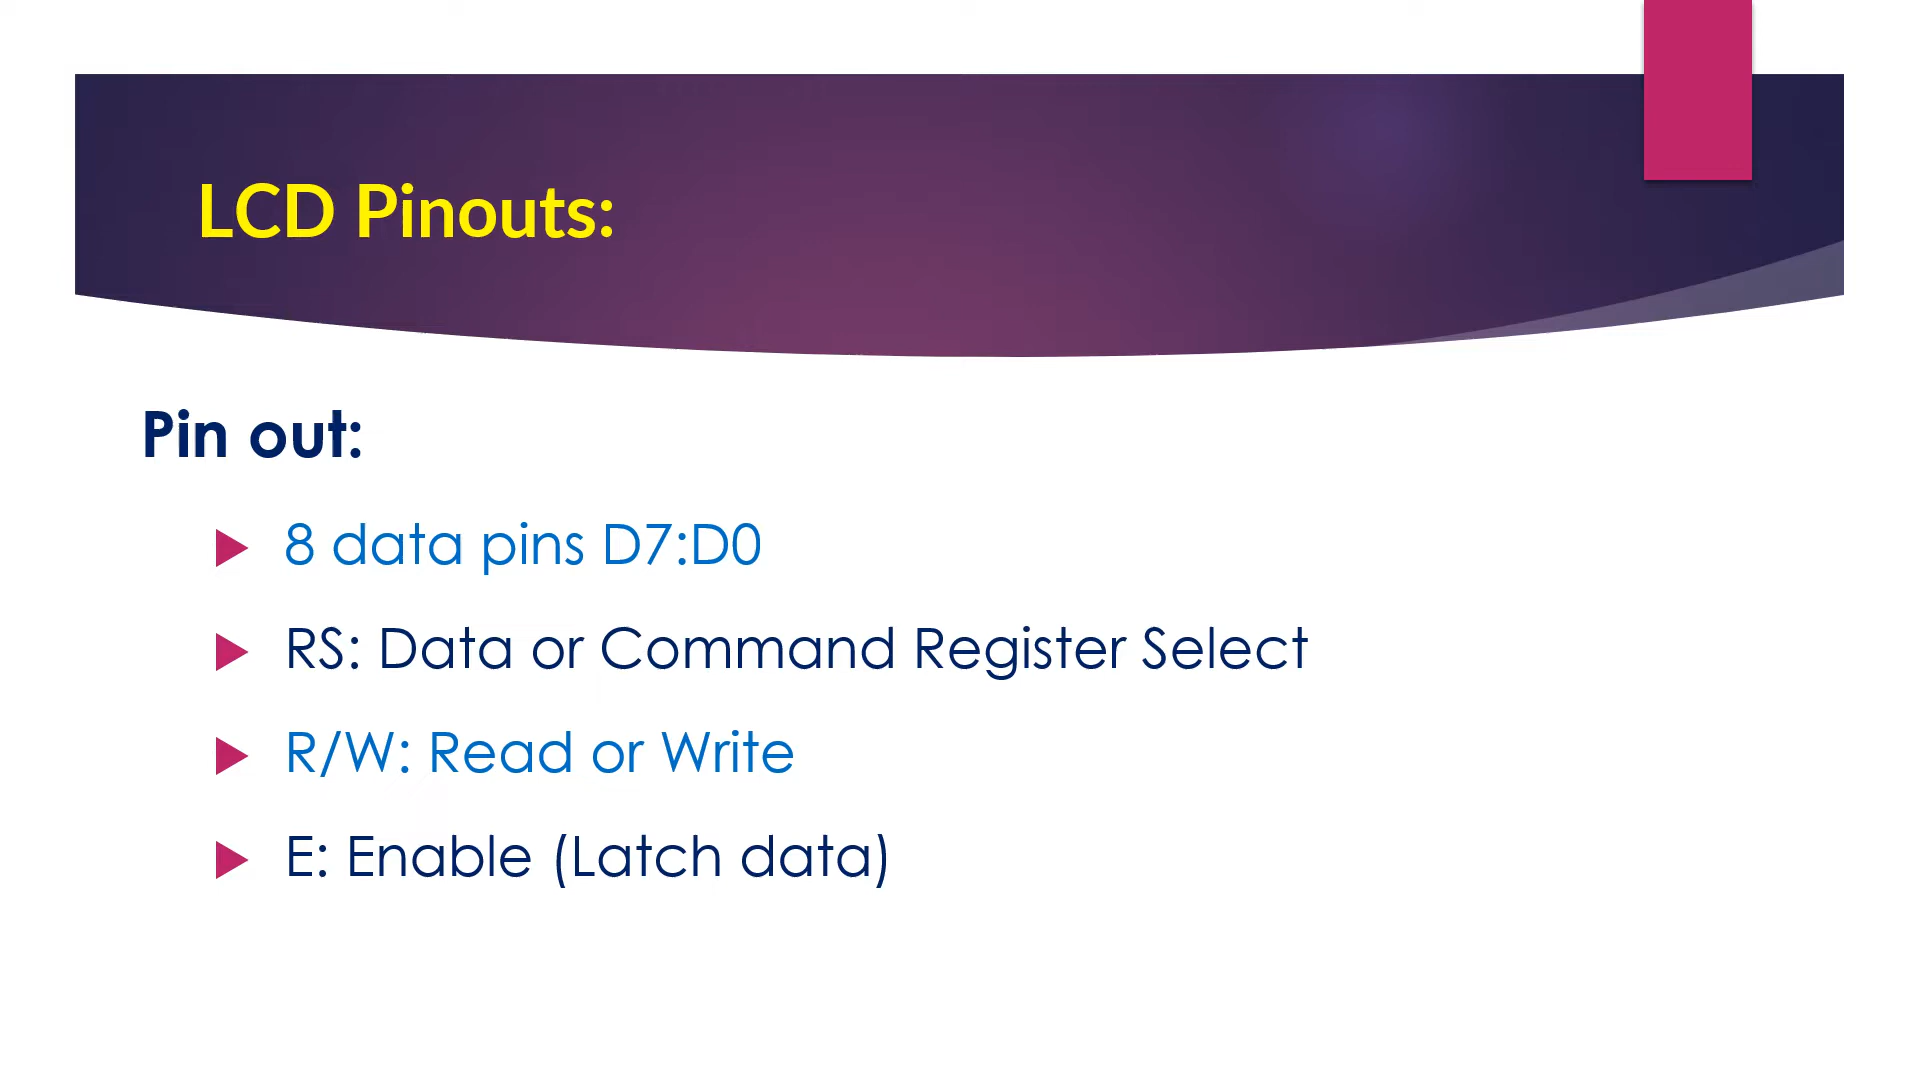 LCD Pinouts:
Pin out:
8 data pins D7:D0
RS: Data or Command Register Select
R/W: Read or Write
E: Enable (Latch data)